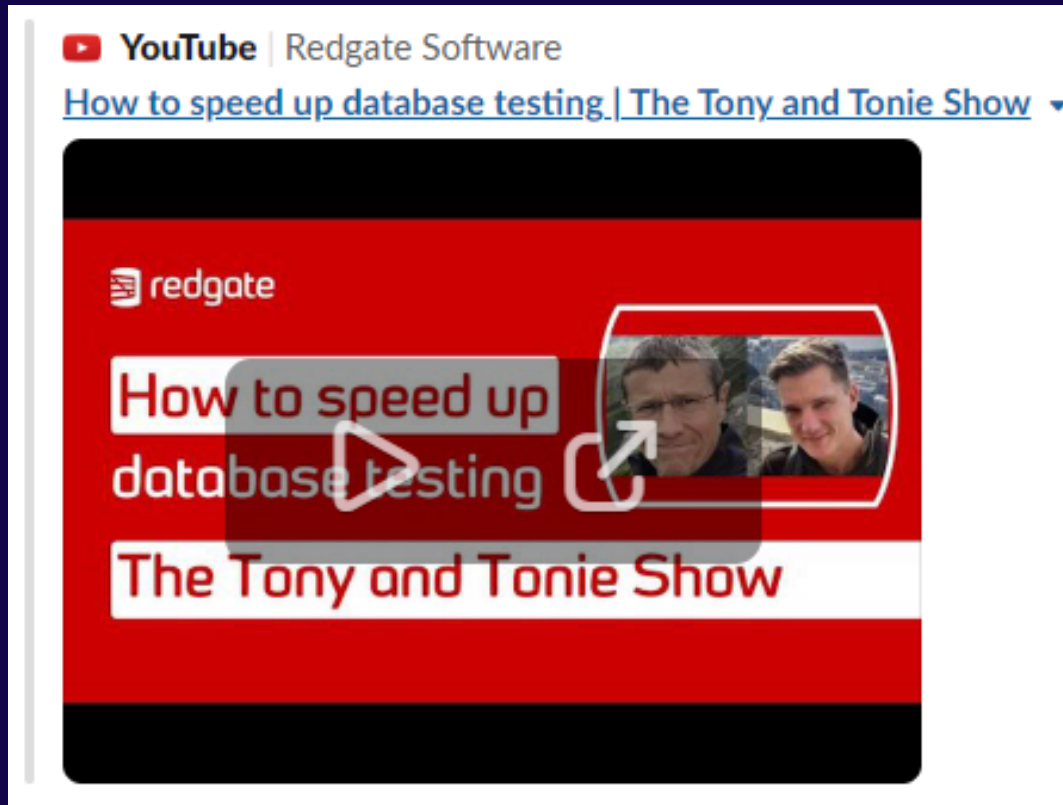 YouTube | Redgate Software
How to speed up database testing | The Tony and Tonie Show
redgate
How to speed up
database testing
The Tony and Tonie Show